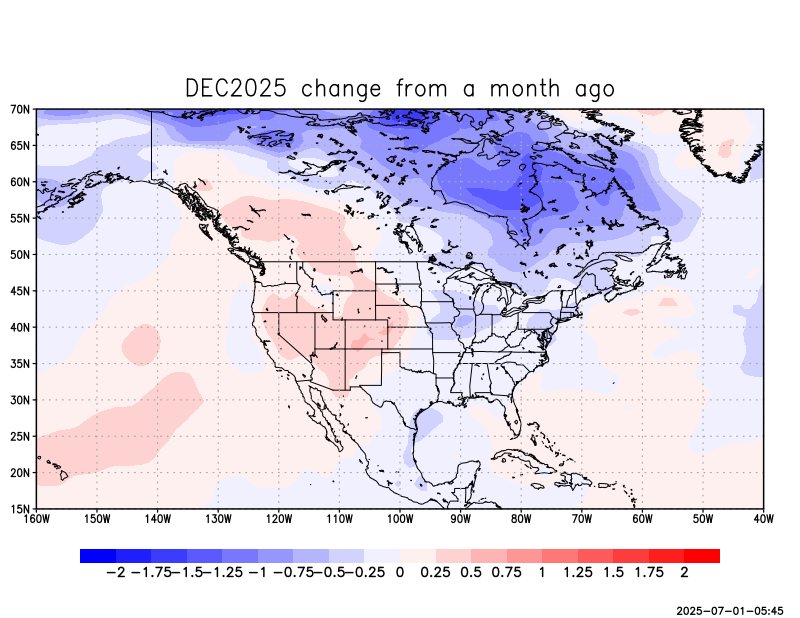 DEC2025 change from a month ago
70N
65N
60N
55N
50N
45N
40N
35N
30N
25N
20N
15N
160W 150W 140W 130W 120W 110W 100W 90W 80W 70W 60W 50W 40W
-2 -1.75 -1.5 -1.25 -1 -0.75 -0.5 -0.25 0 0.25 0.5 0.75 1 1.25 1.5 1.75 2
2025-07-01-05:45